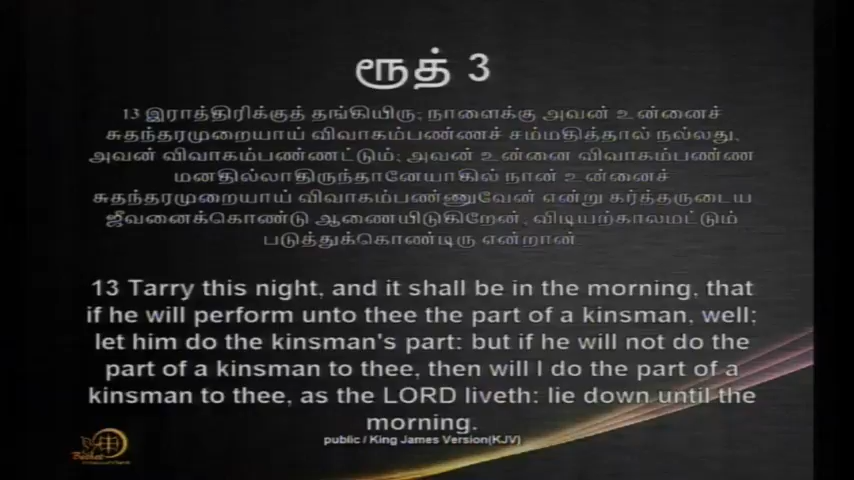 ரூத் 3
13 இராத்திரிக்குத் தங்கியிரு; நாளைக்கு அவன் உன்னைச்
சுதந்தரமுறையாய் விவாகம்பண்ணச் சம்மதித்தால் நல்லது,
அவன் விவாகம்பண்ணட்டும்; அவன் உன்னை விவாகம்பண்ண
மனதில்லாதிருந்தானேயாகில் நான் உன்னைச்
சுதந்தரமுறையாய் விவாகம்பண்ணுவேன் என்று கர்த்தருடைய
ஜீவனைக்கொண்டு ஆணையிடுகிறேன், விடியற்காலமட்டும்
படுத்துக்கொண்டிரு என்றான்
13 Tarry this night, and it shall be in the morning, that
if he will perform unto thee the part of a kinsman, well;
let him do the kinsman's part: but if he will not do the
part of a kinsman to thee, then will I do the part of a
kinsman to thee, as the LORD liveth: lie down until the
morning.
public / King James Version(KJV)